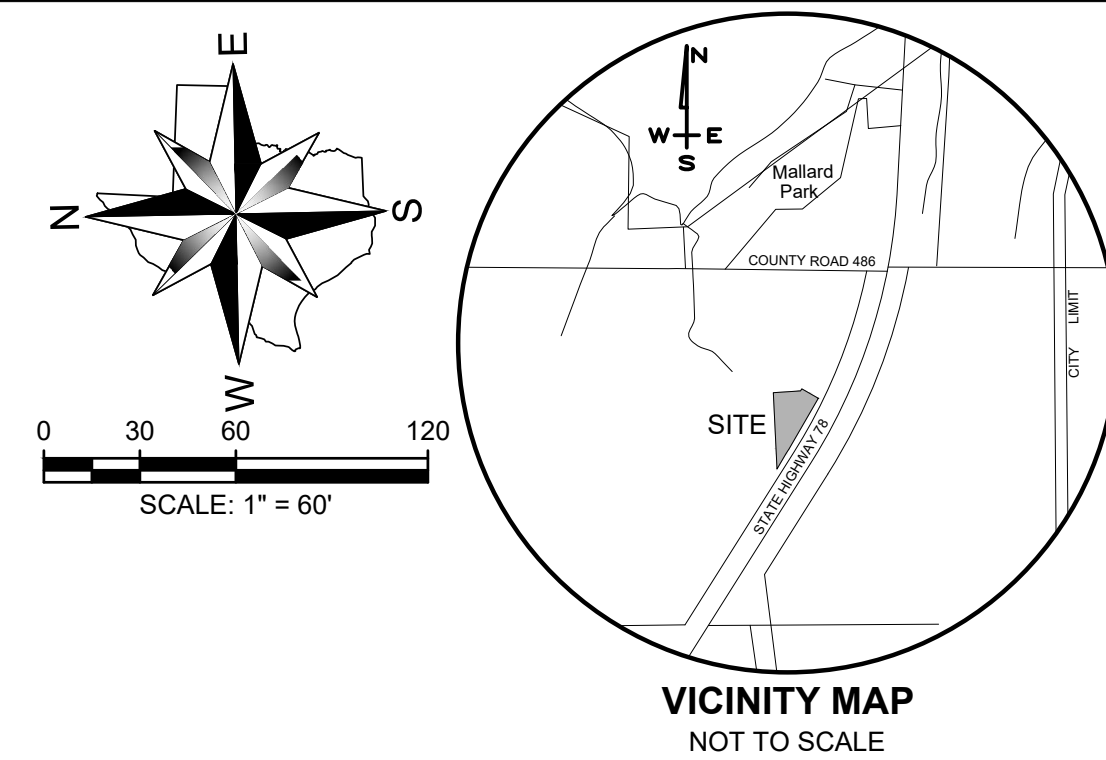 E
N
S
W
0 30 60 120
SCALE: 1" = 60'
N
W E
S
Mallard
Park
COUNTY ROAD 486
CITY LIMIT
SITE
STATE HIGHWAY 78
VICINITY MAP
NOT TO SCALE